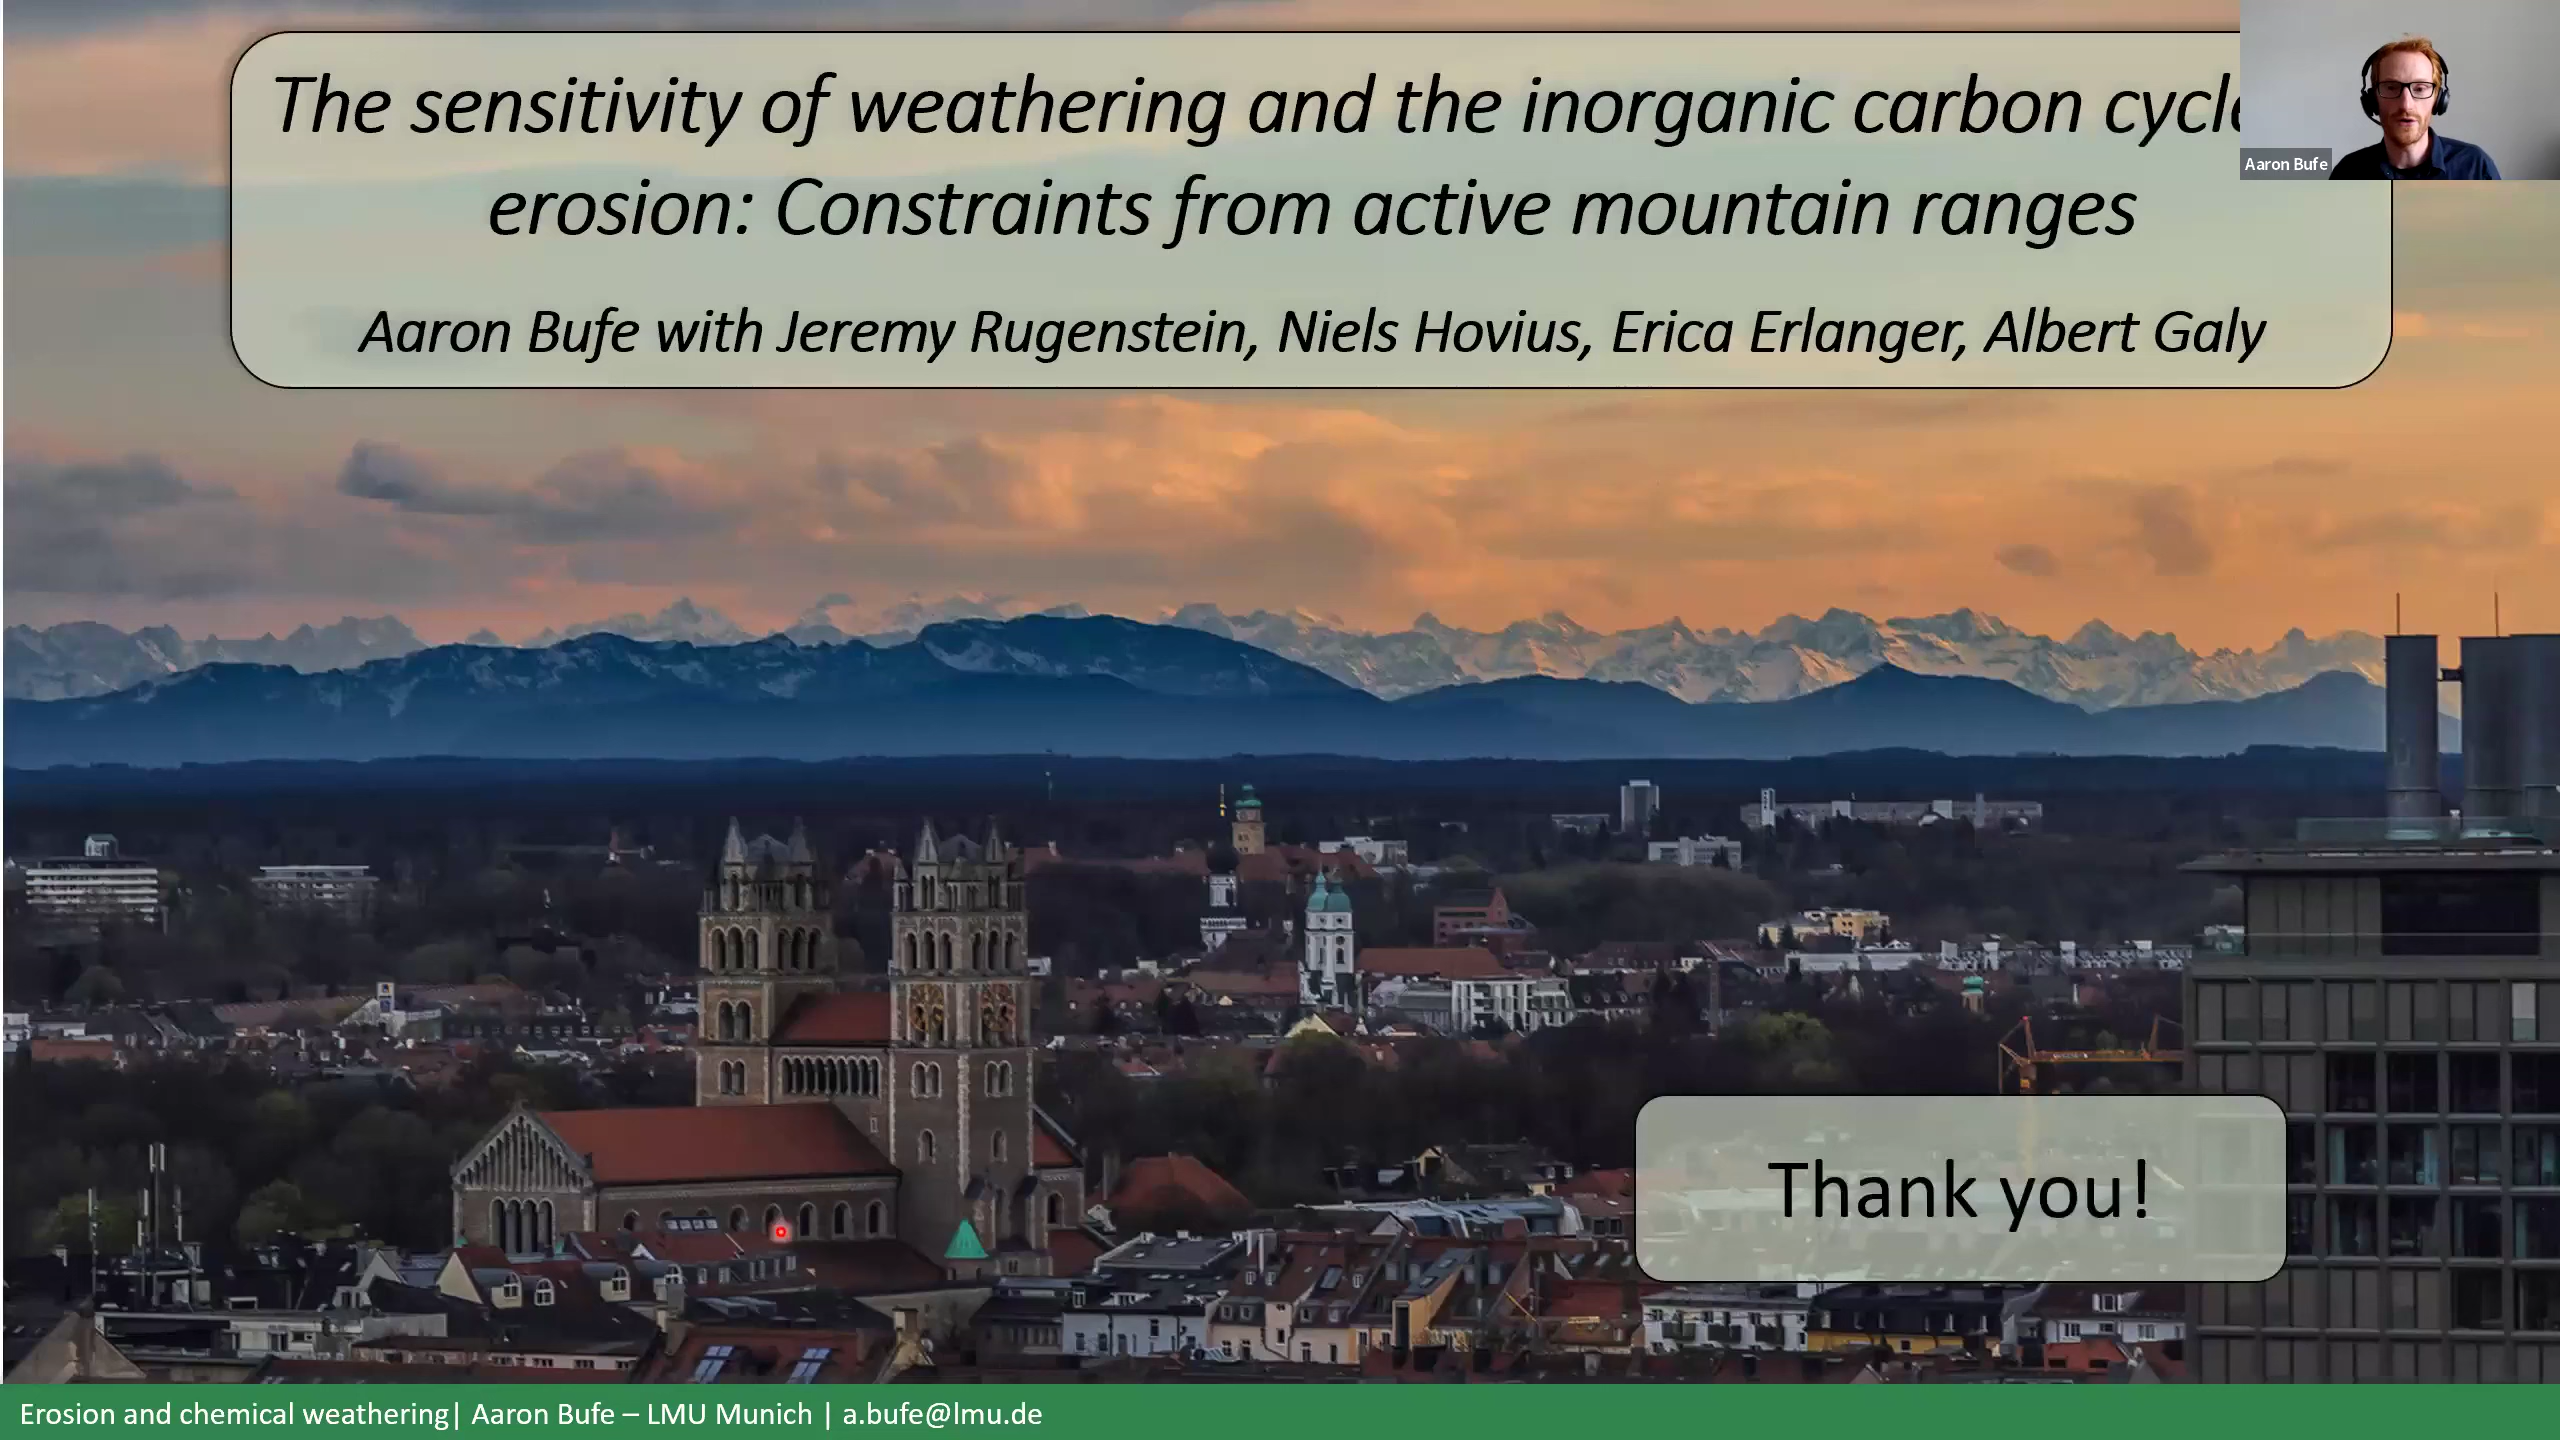 The sensitivity of weathering and the inorganic carbon cycle
erosion: Constraints from active mountain ranges
Aaron Bufe with Jeremy Rugenstein, Niels Hovius, Erica Erlanger, Albert Galy
Aaron Bufe
Thank you!
Erosion and chemical weathering| Aaron Bufe – LMU Munich | a.bufe@lmu.de